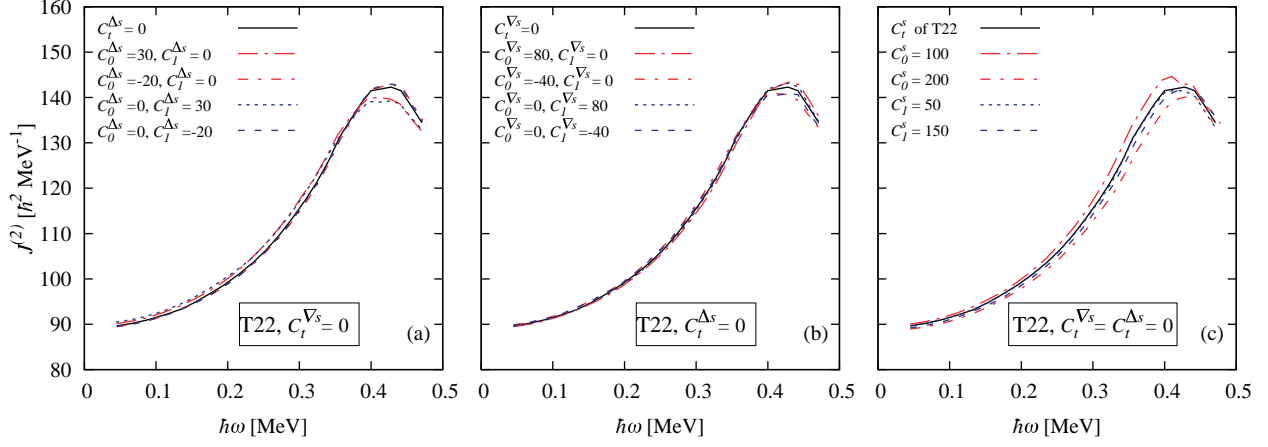 160
150
140
130
120
110
100
90
80
J⁽²⁾ [ħ² MeV⁻¹]
C_t^{Δs} = 0
C_0^{Δs} = 30, C_1^{Δs} = 0
C_0^{Δs} = -20, C_1^{Δs} = 0
C_0^{Δs} = 0, C_1^{Δs} = 30
C_0^{Δs} = 0, C_1^{Δs} = -20
T22, C_t^{∇s} = 0
(a)
0 0.1 0.2 0.3 0.4 0.5
ħω [MeV]
C_t^{∇s} = 0
C_0^{∇s} = 80, C_1^{∇s} = 0
C_0^{∇s} = -40, C_1^{∇s} = 0
C_0^{∇s} = 0, C_1^{∇s} = 80
C_0^{∇s} = 0, C_1^{∇s} = -40
T22, C_t^{Δs} = 0
(b)
0 0.1 0.2 0.3 0.4 0.5
ħω [MeV]
C_t^s of T22
C_0^s = 100
C_0^s = 200
C_1^s = 50
C_1^s = 150
T22, C_t^{∇s} = C_t^{Δs} = 0
(c)
0.1 0.2 0.3 0.4 0.5
ħω [MeV]